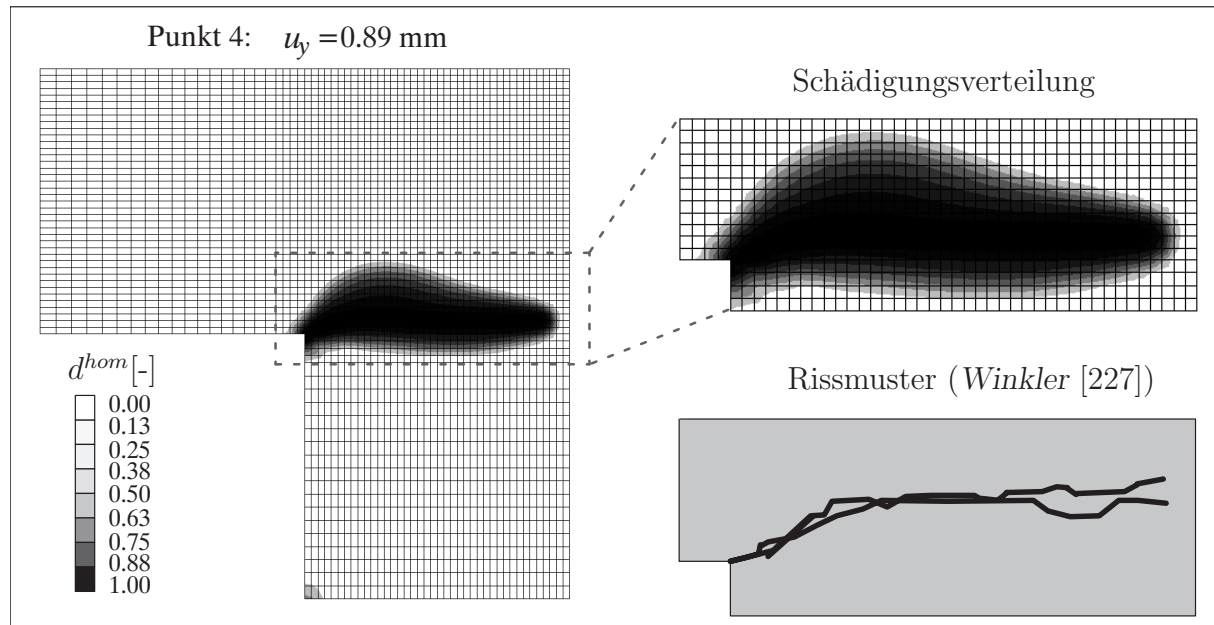 Punkt 4: u_y = 0.89 mm
Schädigungsverteilung
d^{hom}[-]
0.00
0.13
0.25
0.38
0.50
0.63
0.75
0.88
1.00
Rissmuster (Winkler [227])